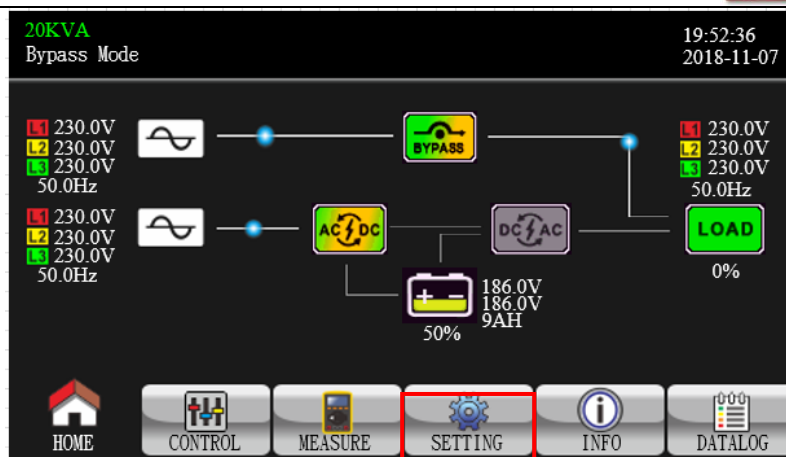 20KVA
Bypass Mode
19:52:36
2018-11-07
L1 230.0V
L2 230.0V
L3 230.0V
50.0Hz
BYPASS
L1 230.0V
L2 230.0V
L3 230.0V
50.0Hz
L1 230.0V
L2 230.0V
L3 230.0V
50.0Hz
AC DC
DC AC
LOAD
0%
186.0V
186.0V
9AH
50%
HOME
CONTROL
MEASURE
SETTING
INFO
DATALOG